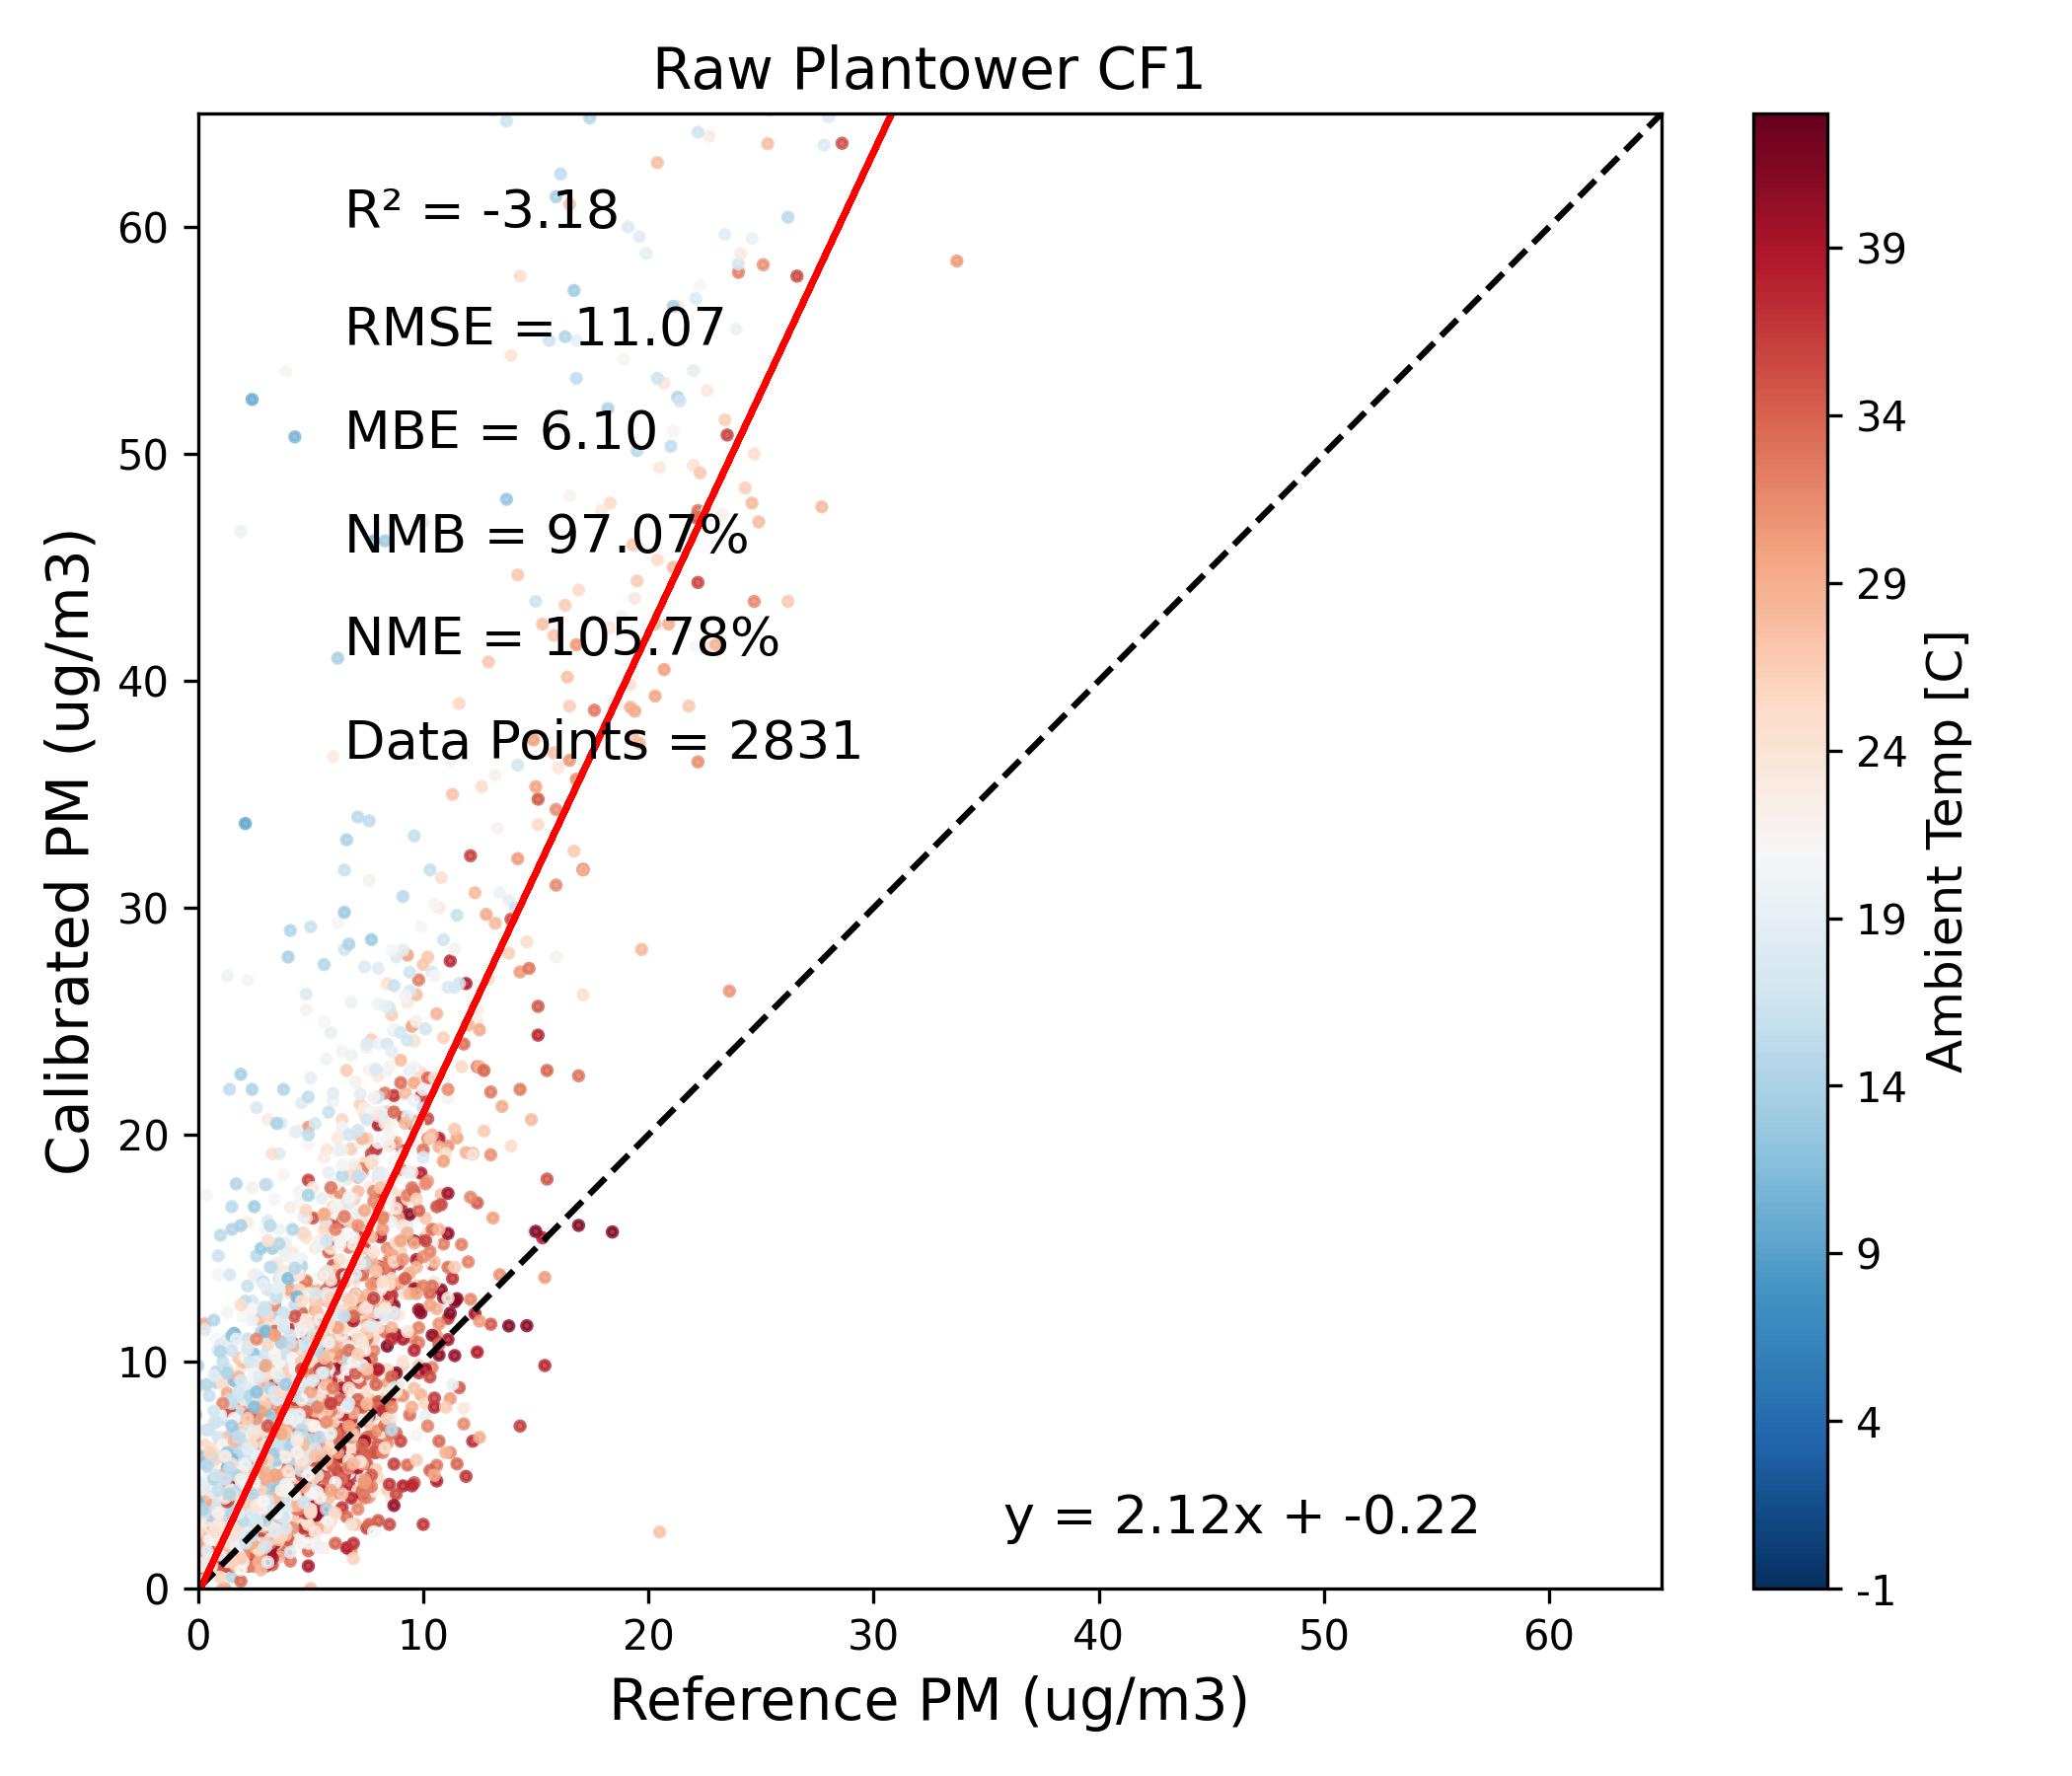 Raw Plantower CF1
R² = -3.18
RMSE = 11.07
MBE = 6.10
NMB = 97.07%
NME = 105.78%
Data Points = 2831
y = 2.12x + -0.22
Calibrated PM (ug/m3)
60
50
40
30
20
10
0
0 10 20 30 40 50 60
Reference PM (ug/m3)
39
34
29
24
19
14
9
4
-1
Ambient Temp [C]